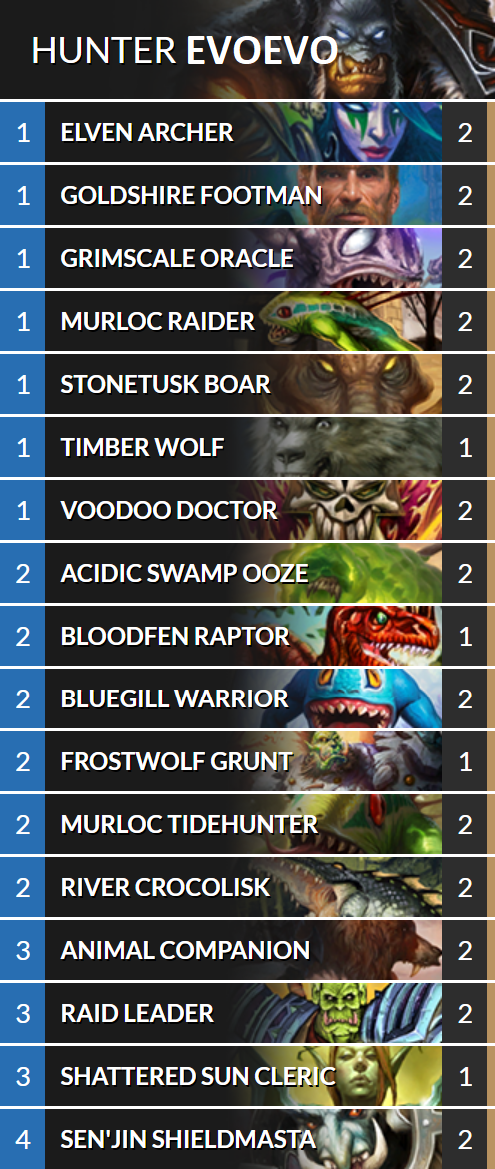 HUNTER EVOEVO
1 ELVEN ARCHER 2
1 GOLDSHIRE FOOTMAN 2
1 GRIMSCALE ORACLE 2
1 MURLOC RAIDER 2
1 STONETUSK BOAR 2
1 TIMBER WOLF 1
1 VOODOO DOCTOR 2
2 ACIDIC SWAMP OOZE 2
2 BLOODFEN RAPTOR 1
2 BLUEGILL WARRIOR 2
2 FROSTWOLF GRUNT 1
2 MURLOC TIDEHUNTER 2
2 RIVER CROCOLISK 2
3 ANIMAL COMPANION 2
3 RAID LEADER 2
3 SHATTERED SUN CLERIC 1
4 SEN'JIN SHIELDMASTA 2